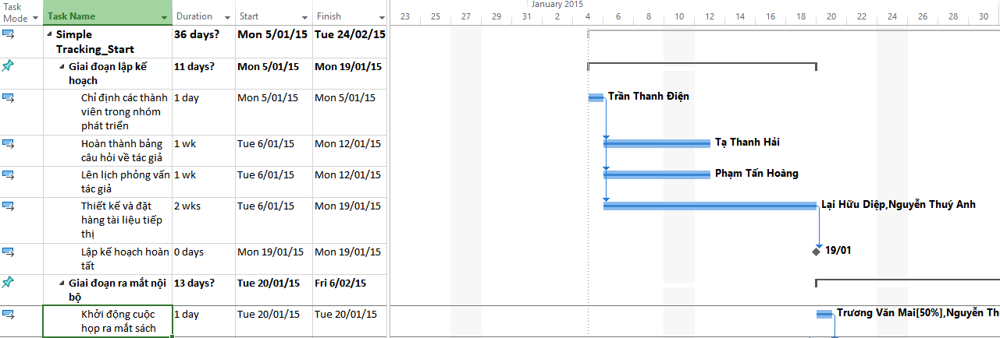 January 2015
Task Mode Task Name Duration Start Finish 23 25 27 29 31 2 4 6 8 10 12 14 16 18 20 22 24 26 28 30
Simple Tracking_Start 36 days? Mon 5/01/15 Tue 24/02/15
Giai đoạn lập kế hoạch 11 days? Mon 5/01/15 Mon 19/01/15
Chỉ định các thành viên trong nhóm phát triển 1 day Mon 5/01/15 Mon 5/01/15 Trần Thanh Điện
Hoàn thành bảng câu hỏi về tác giả 1 wk Tue 6/01/15 Mon 12/01/15 Tạ Thanh Hải
Lên lịch phỏng vấn tác giả 1 wk Tue 6/01/15 Mon 12/01/15 Phạm Tấn Hoàng
Thiết kế và đặt hàng tài liệu tiếp thị 2 wks Tue 6/01/15 Mon 19/01/15 Lại Hữu Diệp,Nguyễn Thuý Anh
Lập kế hoạch hoàn tất 0 days Mon 19/01/15 Mon 19/01/15 19/01
Giai đoạn ra mắt nội bộ 13 days? Tue 20/01/15 Fri 6/02/15
Khởi động cuộc họp ra mắt sách 1 day Tue 20/01/15 Tue 20/01/15 Trương Văn Mai[50%],Nguyễn